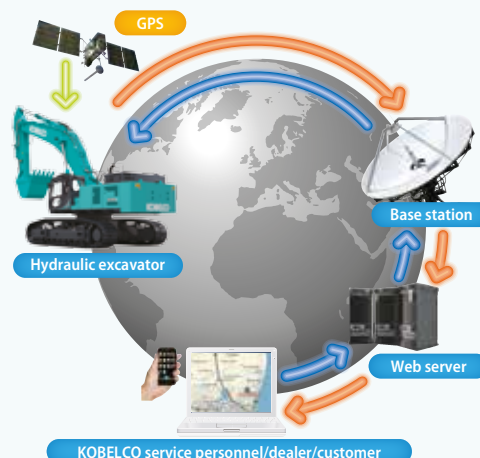 GPS
Base station
Hydraulic excavator
Web server
KOBELCO service personnel/dealer/customer